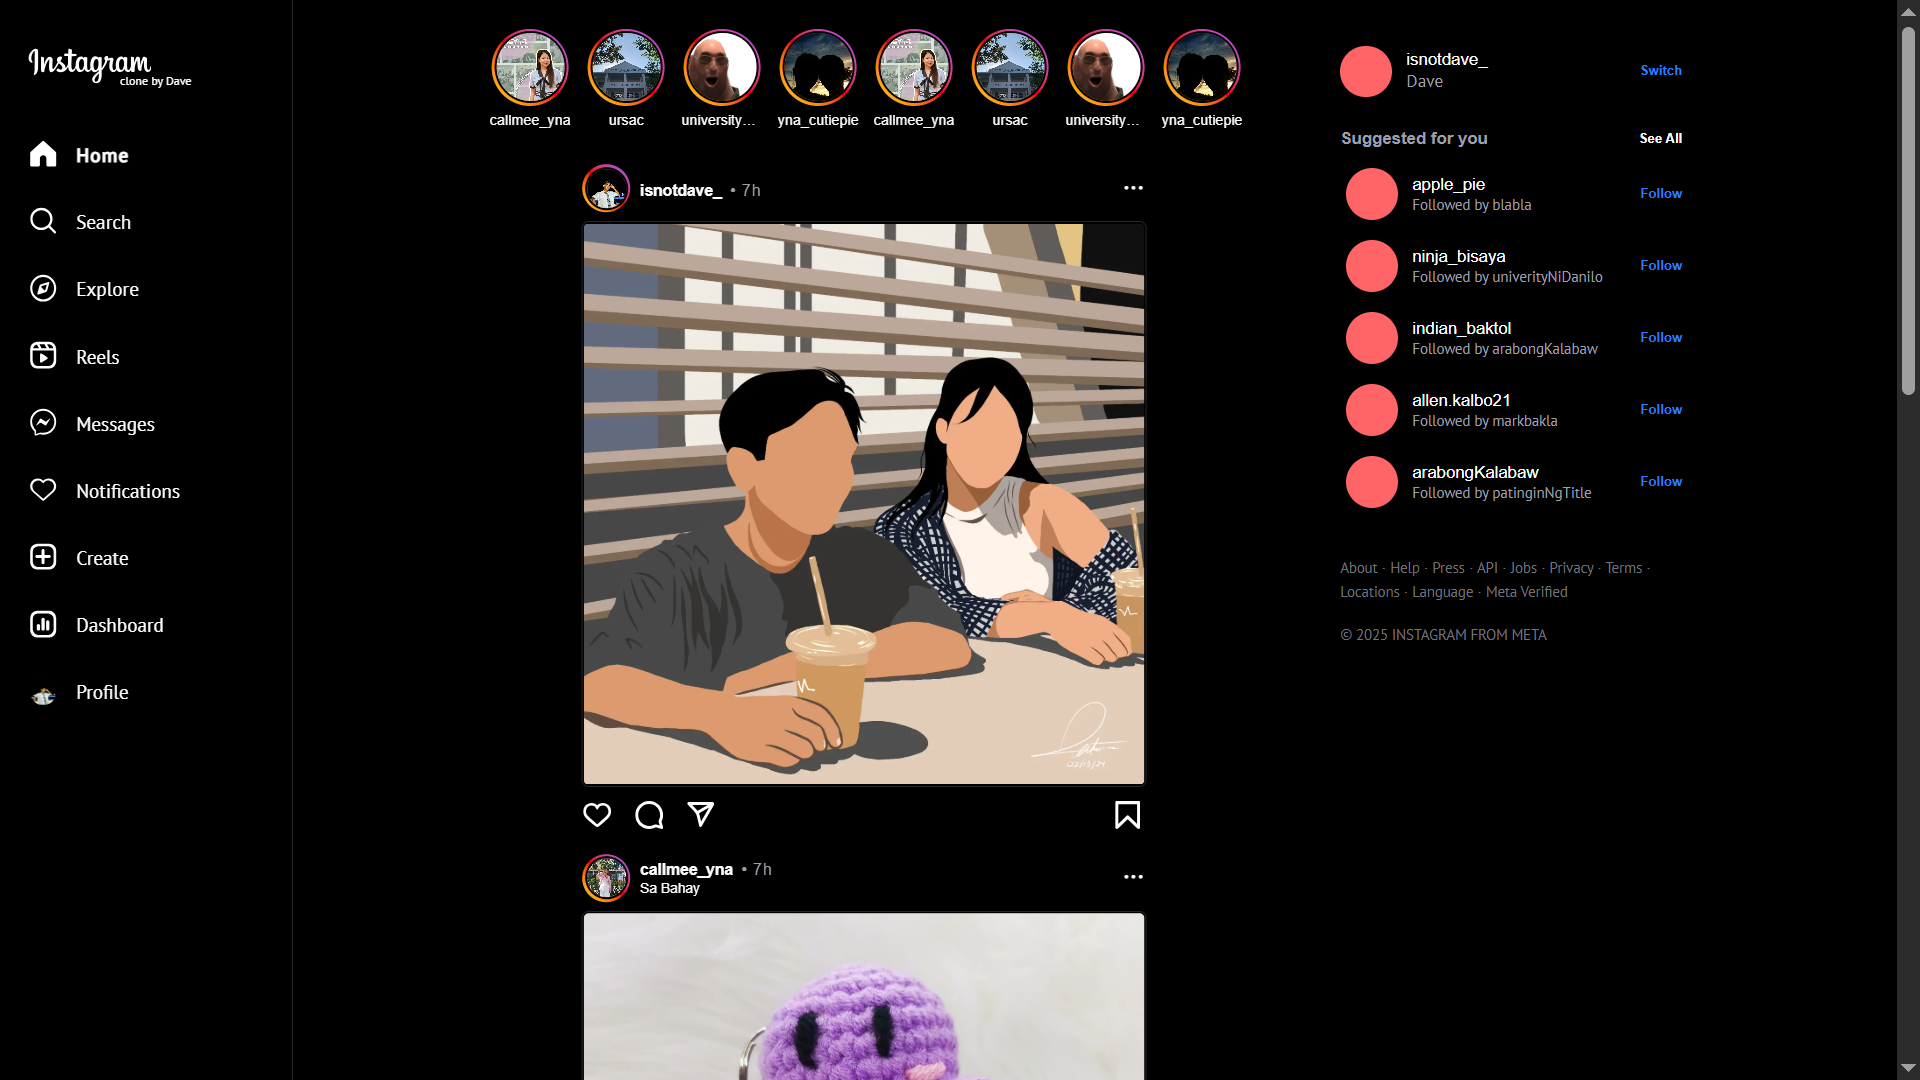 Instagram
clone by Dave
Home
Search
Explore
Reels
Messages
Notifications
Create
Dashboard
Profile
callmee_yna
ursac
university...
yna_cutiepie
callmee_yna
ursac
university...
yna_cutiepie
isnotdave_ • 7h
callmee_yna • 7h
Sa Bahay
isnotdave_
Dave
Switch
Suggested for you
See All
apple_pie
Followed by blabla
Follow
ninja_bisaya
Followed by univerityNiDanilo
Follow
indian_baktol
Followed by arabongKalabaw
Follow
allen.kalbo21
Followed by markbakla
Follow
arabongKalabaw
Followed by patinginNgTitle
Follow
About · Help · Press · API · Jobs · Privacy · Terms ·
Locations · Language · Meta Verified
© 2025 INSTAGRAM FROM META